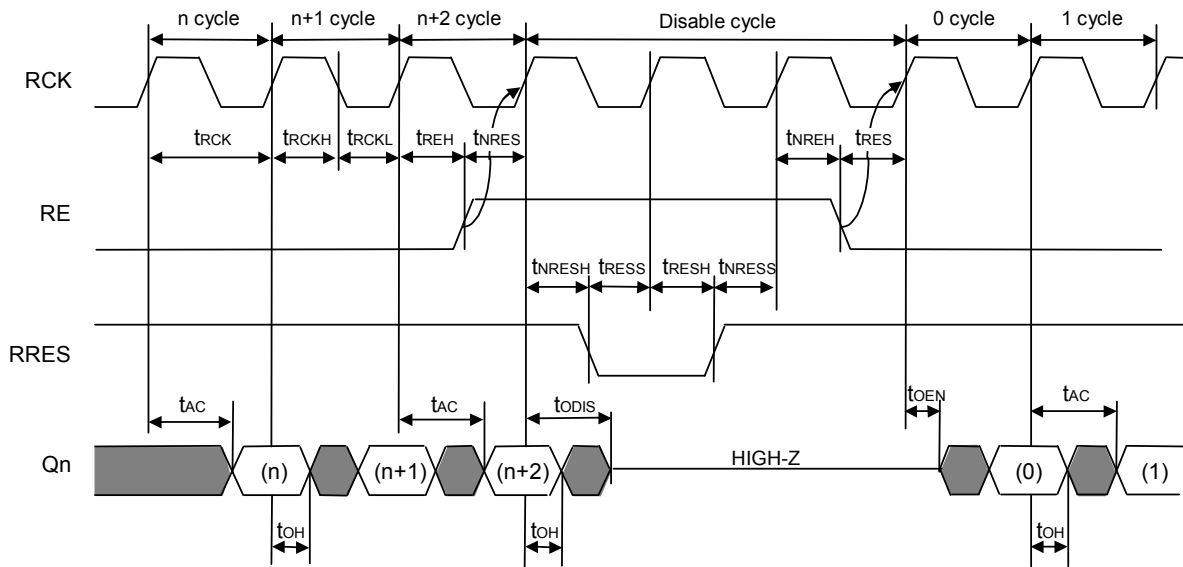 n cycle n+1 cycle n+2 cycle Disable cycle 0 cycle 1 cycle
RCK
tRCK tRCKH tRCKL tREH tNRES tNREH tRES
RE
tNRESH tRESS tRESH tNRESS
RRES
tAC tAC tODIS tOEN tAC
Qn (n) (n+1) (n+2) HIGH-Z (0) (1)
tOH tOH tOH